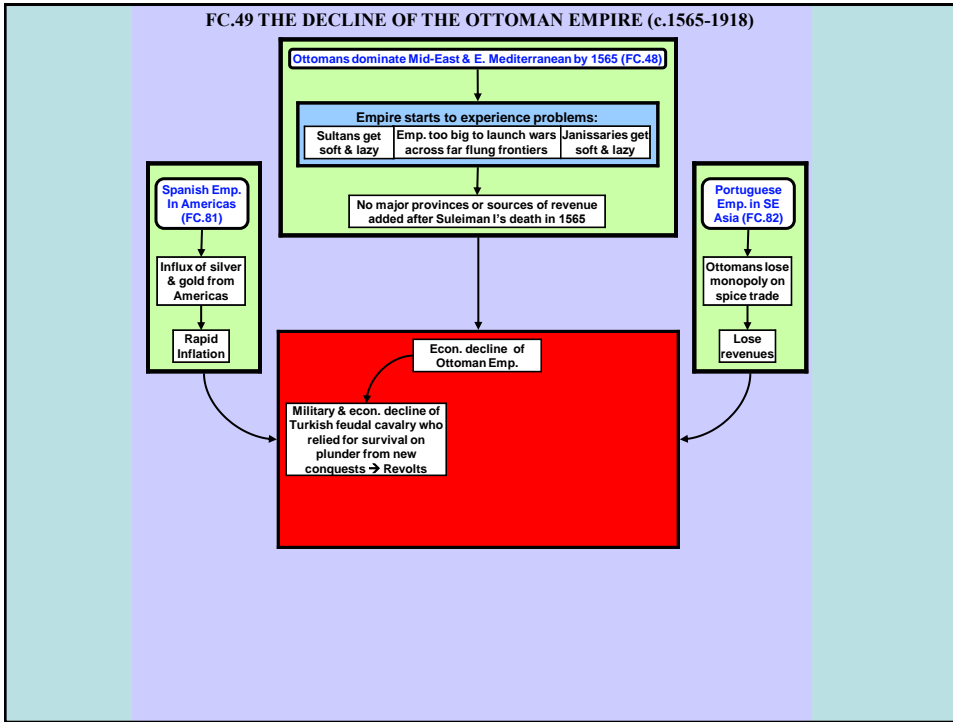 FC.49 THE DECLINE OF THE OTTOMAN EMPIRE (c.1565-1918)
Ottomans dominate Mid-East & E. Mediterranean by 1565 (FC.48)
Empire starts to experience problems:
Sultans get
soft & lazy
Emp. too big to launch wars
across far flung frontiers
Janissaries get
soft & lazy
No major provinces or sources of revenue
added after Suleiman I's death in 1565
Spanish Emp.
In Americas
(FC.81)
Influx of silver
& gold from
Americas
Rapid
Inflation
Portuguese
Emp. in SE
Asia (FC.82)
Ottomans lose
monopoly on
spice trade
Lose
revenues
Econ. decline of
Ottoman Emp.
Military & econ. decline of
Turkish feudal cavalry who
relied for survival on
plunder from new
conquests → Revolts